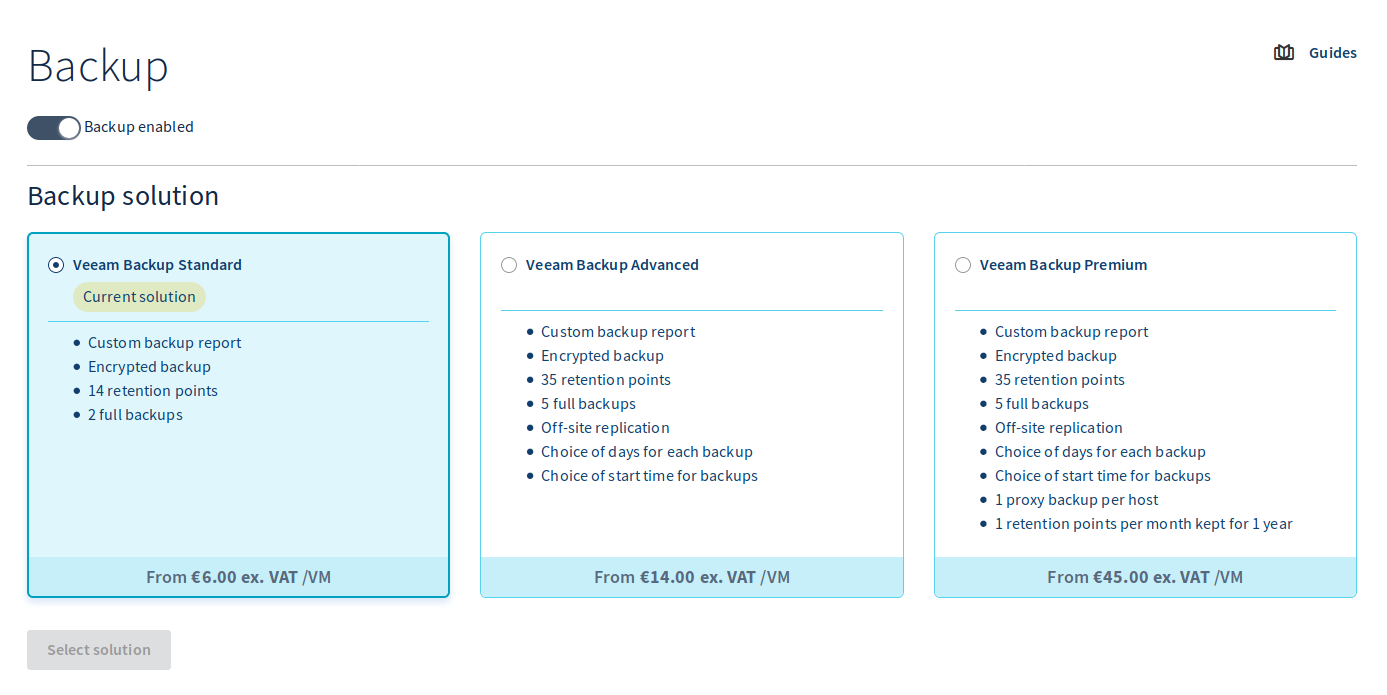 Backup
Guides
Backup enabled
Backup solution
Veeam Backup Standard
Current solution
Custom backup report
Encrypted backup
14 retention points
2 full backups
From €6.00 ex. VAT /VM
Veeam Backup Advanced
Custom backup report
Encrypted backup
35 retention points
5 full backups
Off-site replication
Choice of days for each backup
Choice of start time for backups
From €14.00 ex. VAT /VM
Veeam Backup Premium
Custom backup report
Encrypted backup
35 retention points
5 full backups
Off-site replication
Choice of days for each backup
Choice of start time for backups
1 proxy backup per host
1 retention points per month kept for 1 year
From €45.00 ex. VAT /VM
Select solution